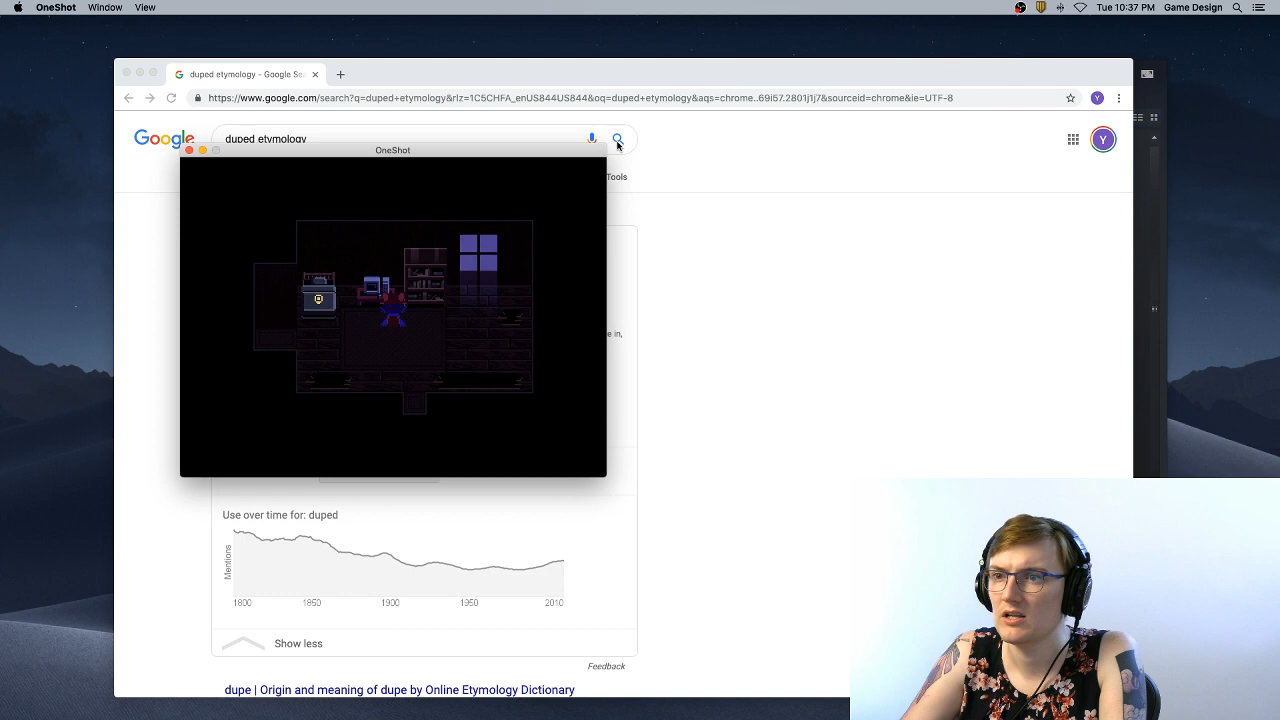 OneShot Window View
Tue 10:37 PM Game Design
duped etymology - Google Se
https://www.google.com/search?q=duped+etymology&rlz=1C5CHFA_enUS844US844&oq=duped+etymology&aqs=chrome..69i57.2801j1j7&sourceid=chrome&ie=UTF-8
Y
Google
duped etymology
Y
OneShot
Tools
e in,
Use over time for: duped
Mentions
1800 1850 1900 1950 2010
Show less
Feedback
dupe | Origin and meaning of dupe by Online Etymology Dictionary